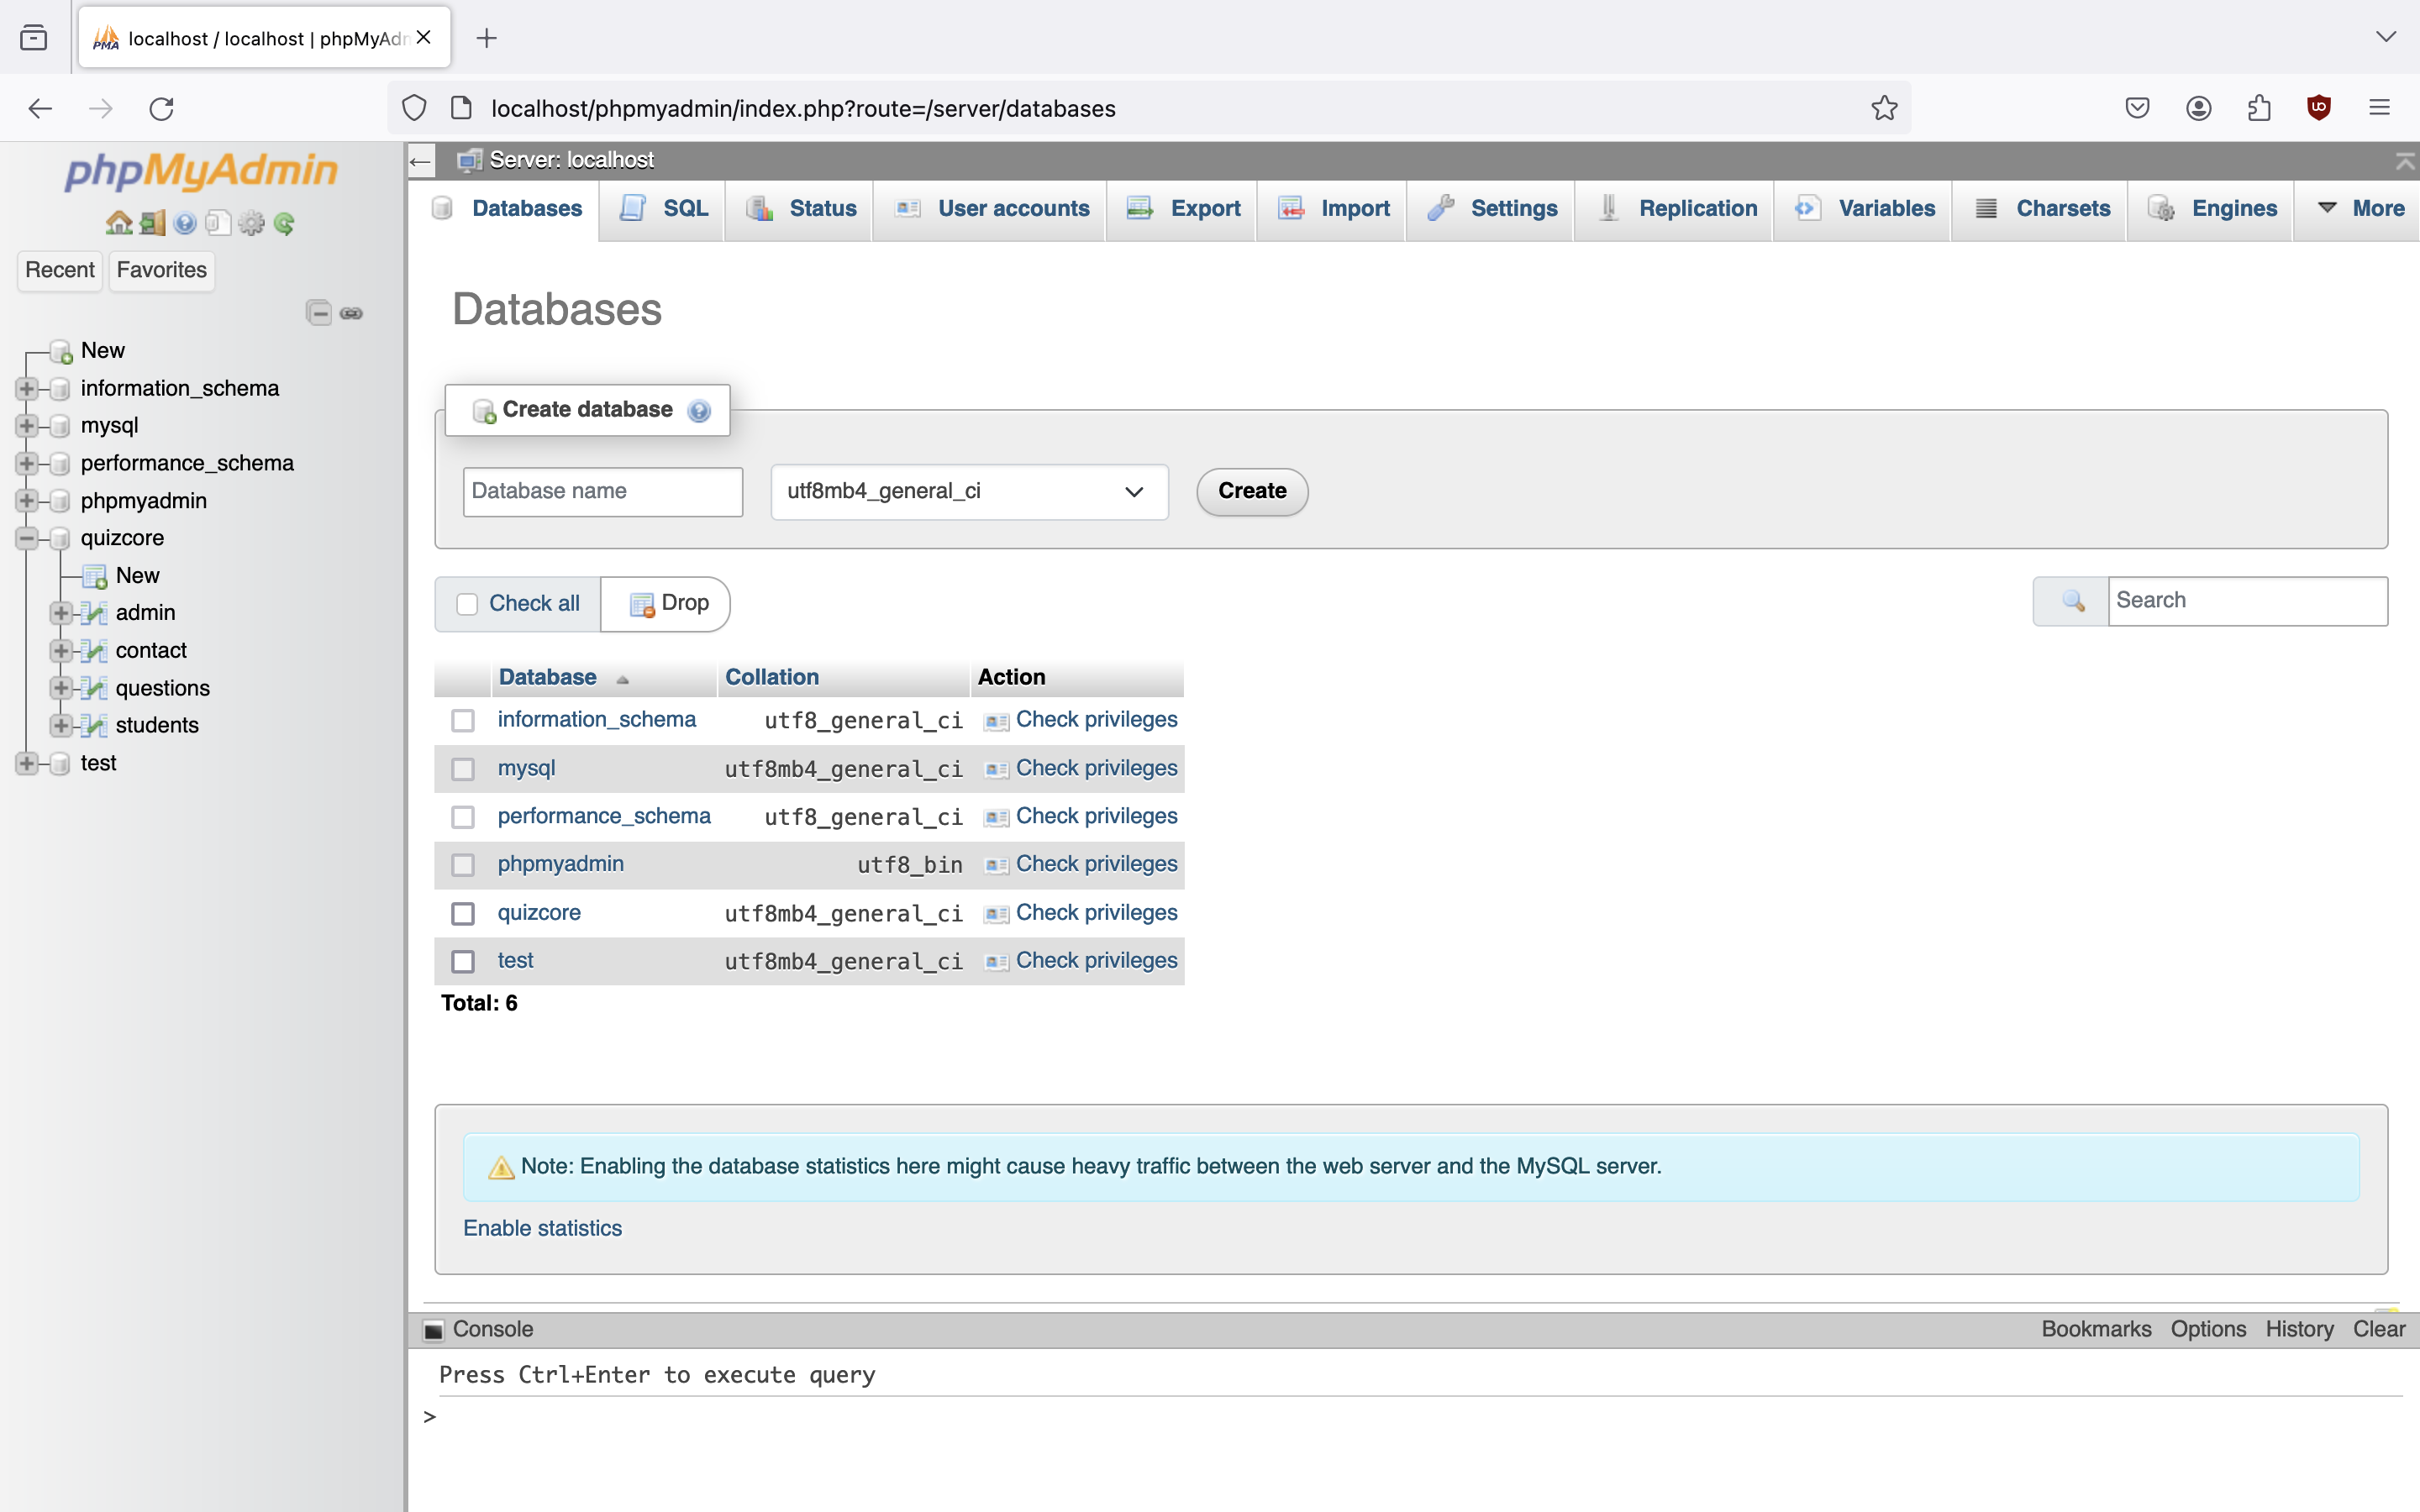 localhost / localhost | phpMyAdm
localhost/phpmyadmin/index.php?route=/server/databases
phpMyAdmin
Recent Favorites
New
information_schema
mysql
performance_schema
phpmyadmin
quizcore
New
admin
contact
questions
students
test
Server: localhost
Databases SQL Status User accounts Export Import Settings Replication Variables Charsets Engines More
Databases
Create database
Database name utf8mb4_general_ci Create
Check all Drop Search
Database Collation Action
information_schema utf8_general_ci Check privileges
mysql utf8mb4_general_ci Check privileges
performance_schema utf8_general_ci Check privileges
phpmyadmin utf8_bin Check privileges
quizcore utf8mb4_general_ci Check privileges
test utf8mb4_general_ci Check privileges
Total: 6
Note: Enabling the database statistics here might cause heavy traffic between the web server and the MySQL server.
Enable statistics
Console Bookmarks Options History Clear
Press Ctrl+Enter to execute query
>